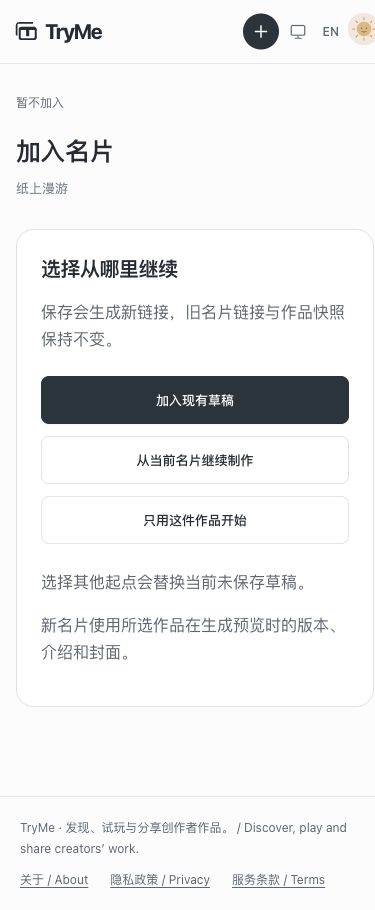 TryMe
EN
暂不加入
加入名片
纸上漫游
选择从哪里继续
保存会生成新链接，旧名片链接与作品快照
保持不变。
加入现有草稿
从当前名片继续制作
只用这件作品开始
选择其他起点会替换当前未保存草稿。
新名片使用所选作品在生成预览时的版本、
介绍和封面。
TryMe · 发现、试玩与分享创作者作品。 / Discover, play and
share creators’ work.
关于 / About 隐私政策 / Privacy 服务条款 / Terms